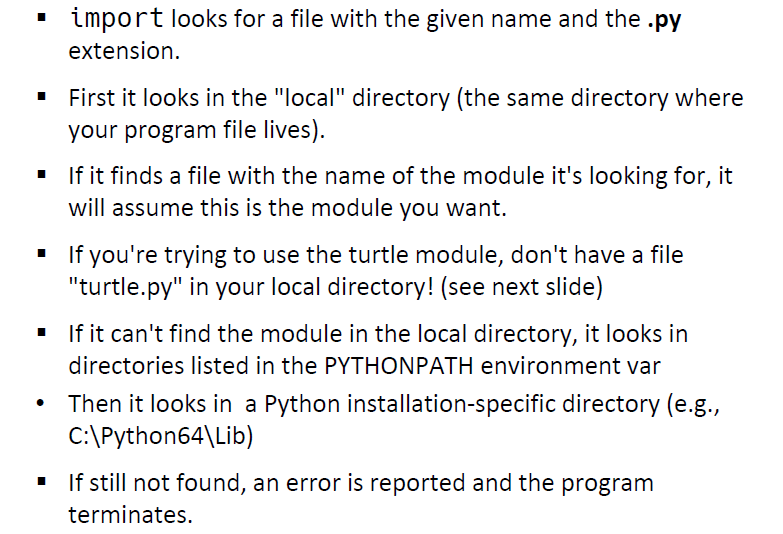 ▪ import looks for a file with the given name and the .py
extension.
▪ First it looks in the "local" directory (the same directory where
your program file lives).
▪ If it finds a file with the name of the module it's looking for, it
will assume this is the module you want.
▪ If you're trying to use the turtle module, don't have a file
"turtle.py" in your local directory! (see next slide)
▪ If it can't find the module in the local directory, it looks in
directories listed in the PYTHONPATH environment var
• Then it looks in  a Python installation-specific directory (e.g.,
C:\Python64\Lib)
▪ If still not found, an error is reported and the program
terminates.